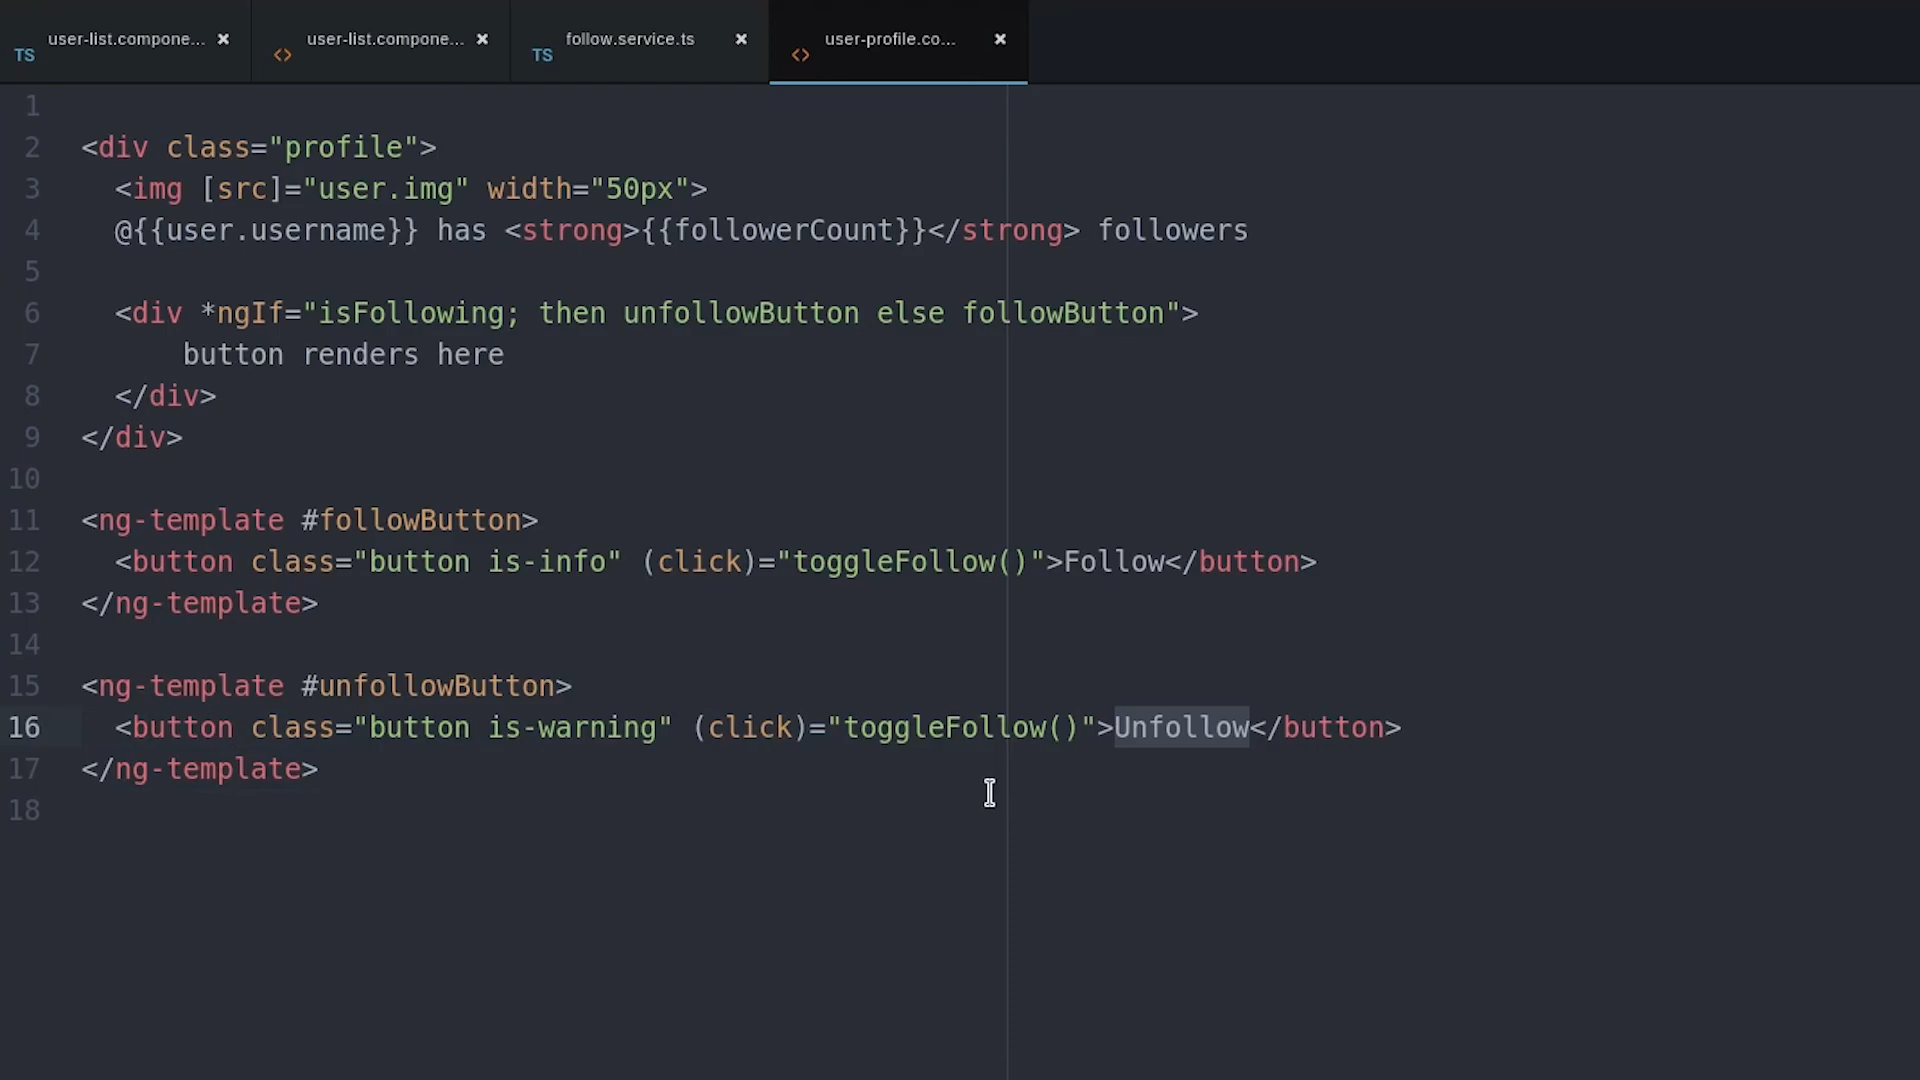 TS user-list.compone... × <> user-list.compone... × TS follow.service.ts × <> user-profile.co... ×
1
2 <div class="profile">
3   <img [src]="user.img" width="50px">
4   @{{user.username}} has <strong>{{followerCount}}</strong> followers
5
6   <div *ngIf="isFollowing; then unfollowButton else followButton">
7       button renders here
8   </div>
9 </div>
10
11 <ng-template #followButton>
12   <button class="button is-info" (click)="toggleFollow()">Follow</button>
13 </ng-template>
14
15 <ng-template #unfollowButton>
16   <button class="button is-warning" (click)="toggleFollow()">Unfollow</button>
17 </ng-template>
18